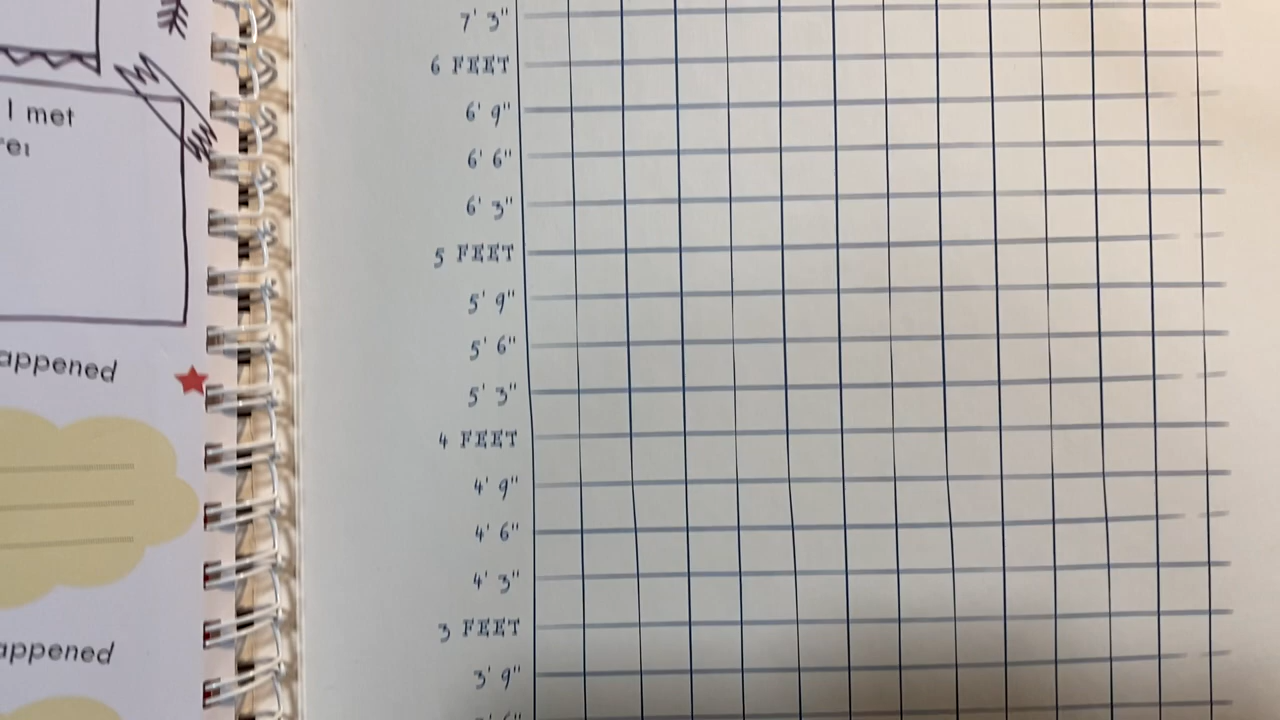 I met
appened
appened
7' 3"
6 FEET
6' 9"
6' 6"
6' 3"
5 FEET
5' 9"
5' 6"
5' 3"
4 FEET
4' 9"
4' 6"
4' 3"
3 FEET
3' 9"